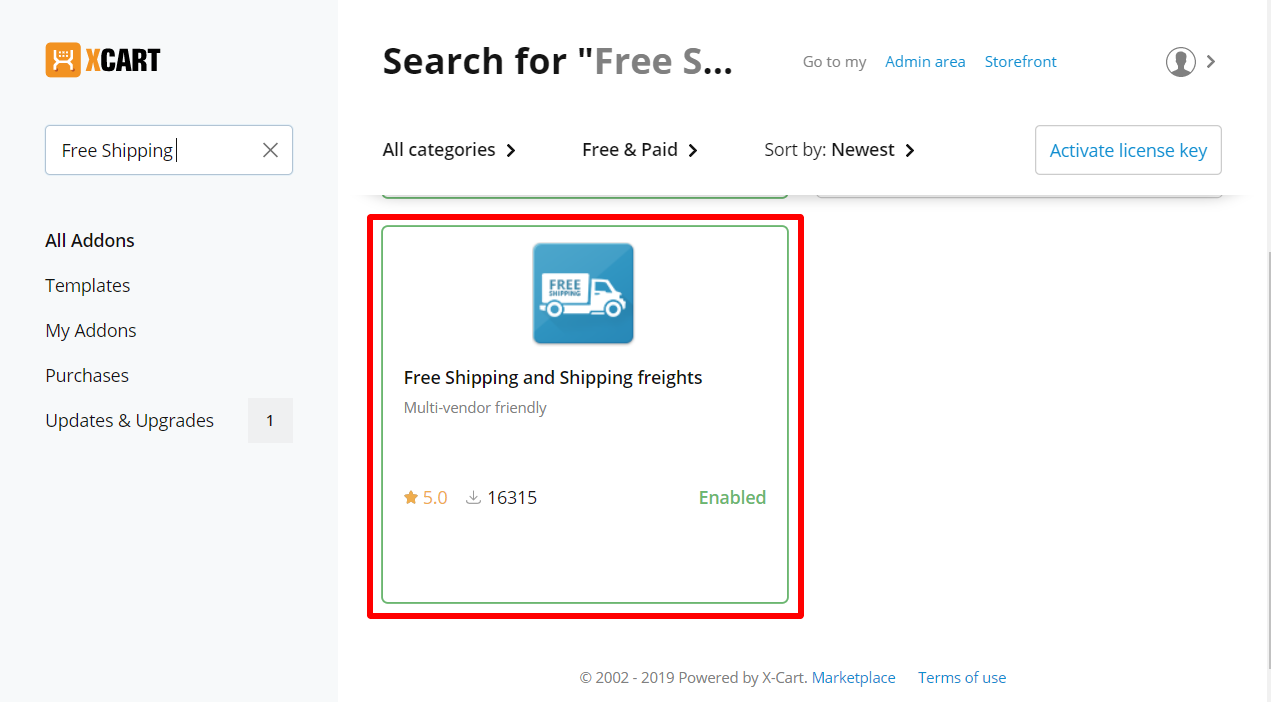 XCART
Search for "Free S...
Go to my Admin area Storefront
Free Shipping
All categories Free & Paid Sort by: Newest Activate license key
All Addons
Templates
My Addons
Purchases
Updates & Upgrades 1
FREE
SHIPPING
Free Shipping and Shipping freights
Multi-vendor friendly
5.0 16315 Enabled
© 2002 - 2019 Powered by X-Cart. Marketplace Terms of use